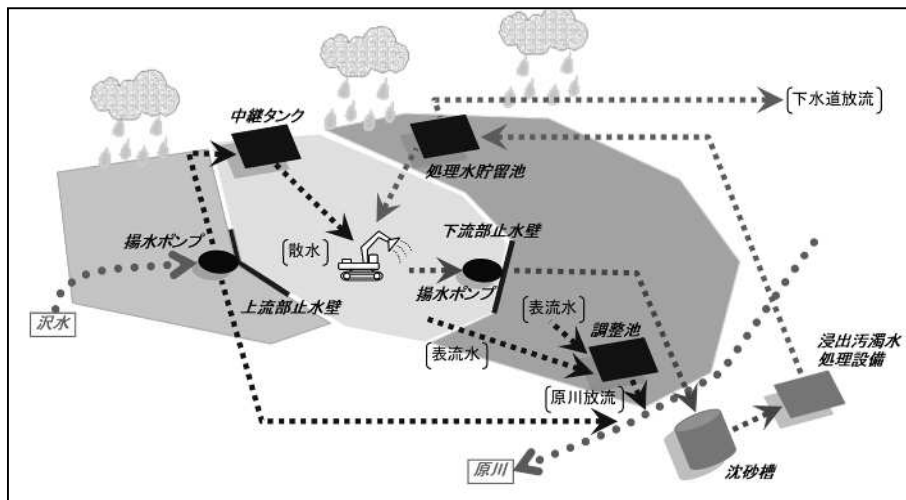 〔下水道放流〕
中継タンク
処理水貯留池
揚水ポンプ
〔散水〕
下流部止水壁
揚水ポンプ
上流部止水壁
沢水
〔表流水〕
調整池
〔表流水〕
浸出汚濁水
処理設備
〔原川放流〕
原川
沈砂槽